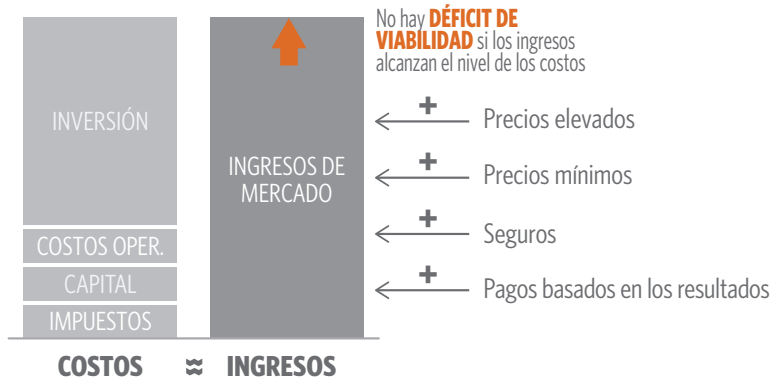 No hay DÉFICIT DE
VIABILIDAD si los ingresos
alcanzan el nivel de los costos
INVERSIÓN
COSTOS OPER.
CAPITAL
IMPUESTOS
INGRESOS DE
MERCADO
+ Precios elevados
+ Precios mínimos
+ Seguros
+ Pagos basados en los resultados
COSTOS ≈ INGRESOS